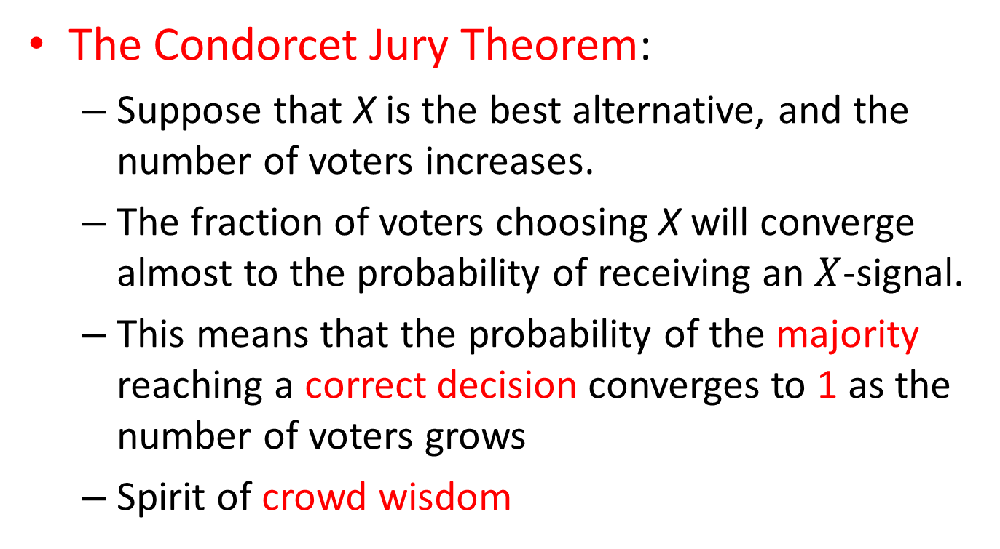 • The Condorcet Jury Theorem:
– Suppose that X is the best alternative, and the
number of voters increases.
– The fraction of voters choosing X will converge
almost to the probability of receiving an X-signal.
– This means that the probability of the majority
reaching a correct decision converges to 1 as the
number of voters grows
– Spirit of crowd wisdom